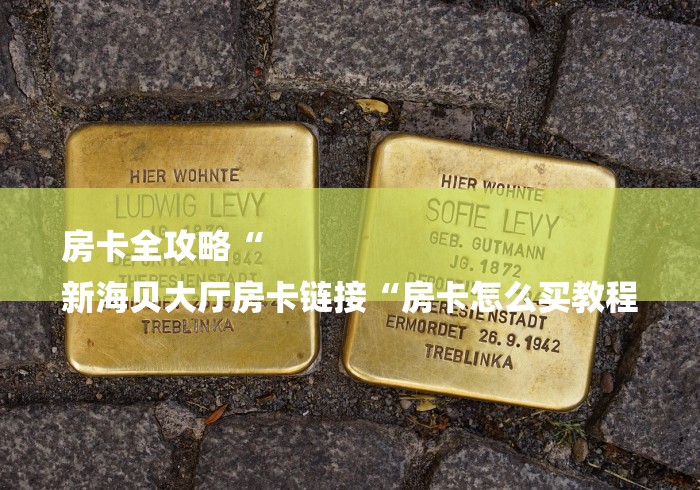 HIER WOHNTE
LUDWIG LEVY
THERESIENSTADT
TREBLINKA
HIER WOHNTE
SOFIE LEVY
GEB. GUTMANN
JG. 1872
THERESIENSTADT
ERMORDET 26.9.1942
TREBLINKA
房卡全攻略“
新海贝大厅房卡链接“房卡怎么买教程